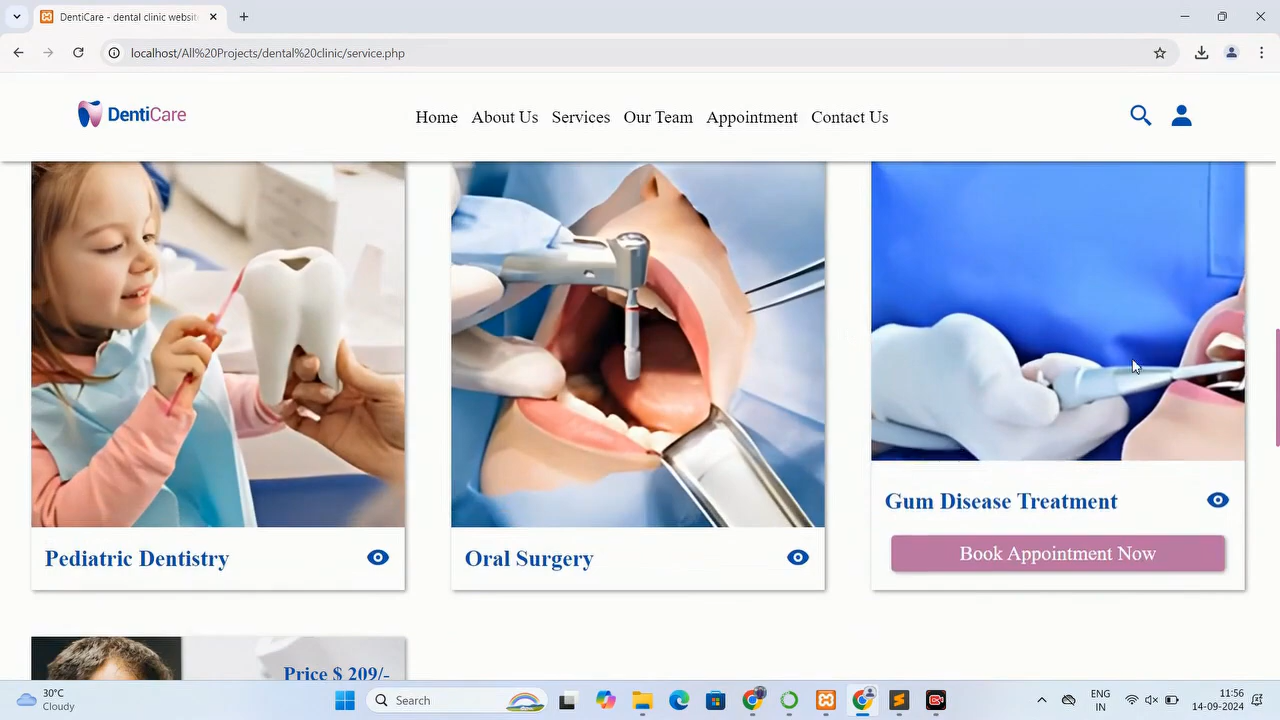 DentiCare - dental clinic websit
localhost/All%20Projects/dental%20clinic/service.php
DentiCare
Home About Us Services Our Team Appointment Contact Us
Pediatric Dentistry
Oral Surgery
Gum Disease Treatment
Book Appointment Now
Price $ 209/-
30°C
Cloudy
Search
ENG
IN
11:56
14-09-2024